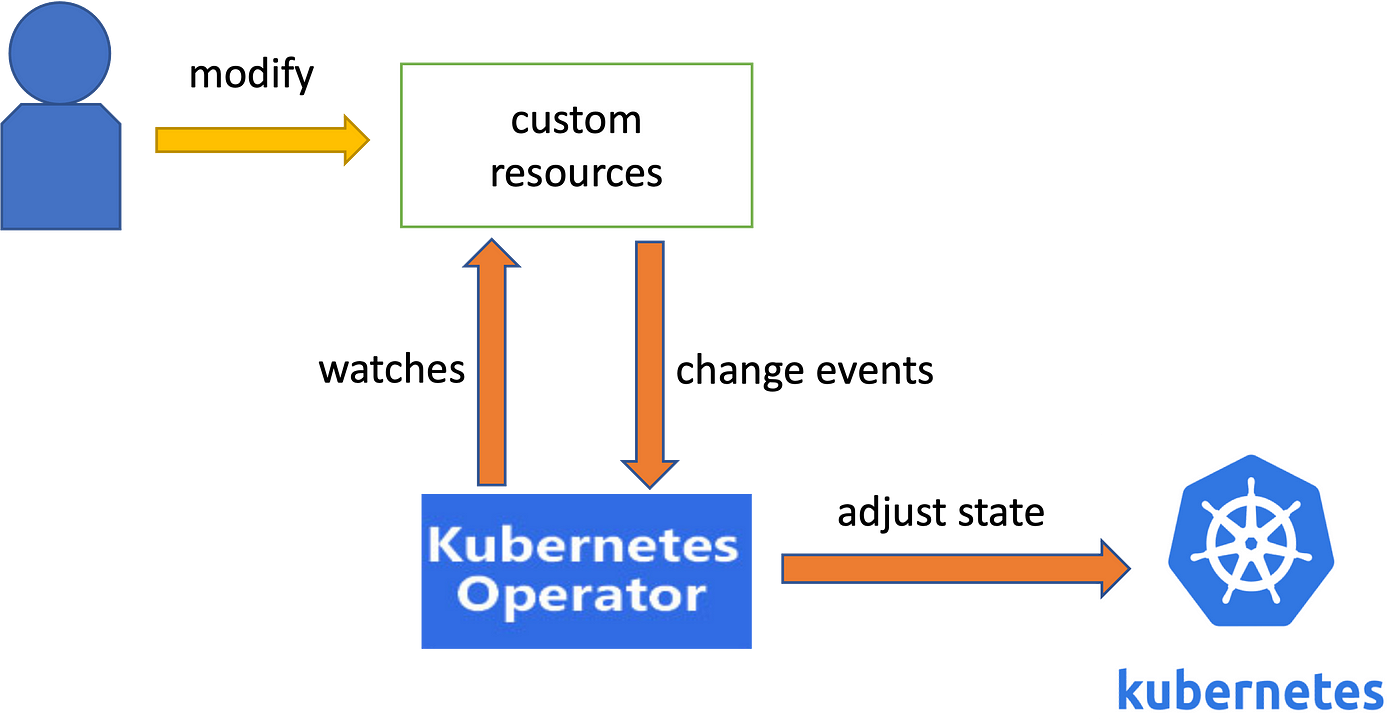 modify
custom
resources
watches
change events
Kubernetes
Operator
adjust state
kubernetes